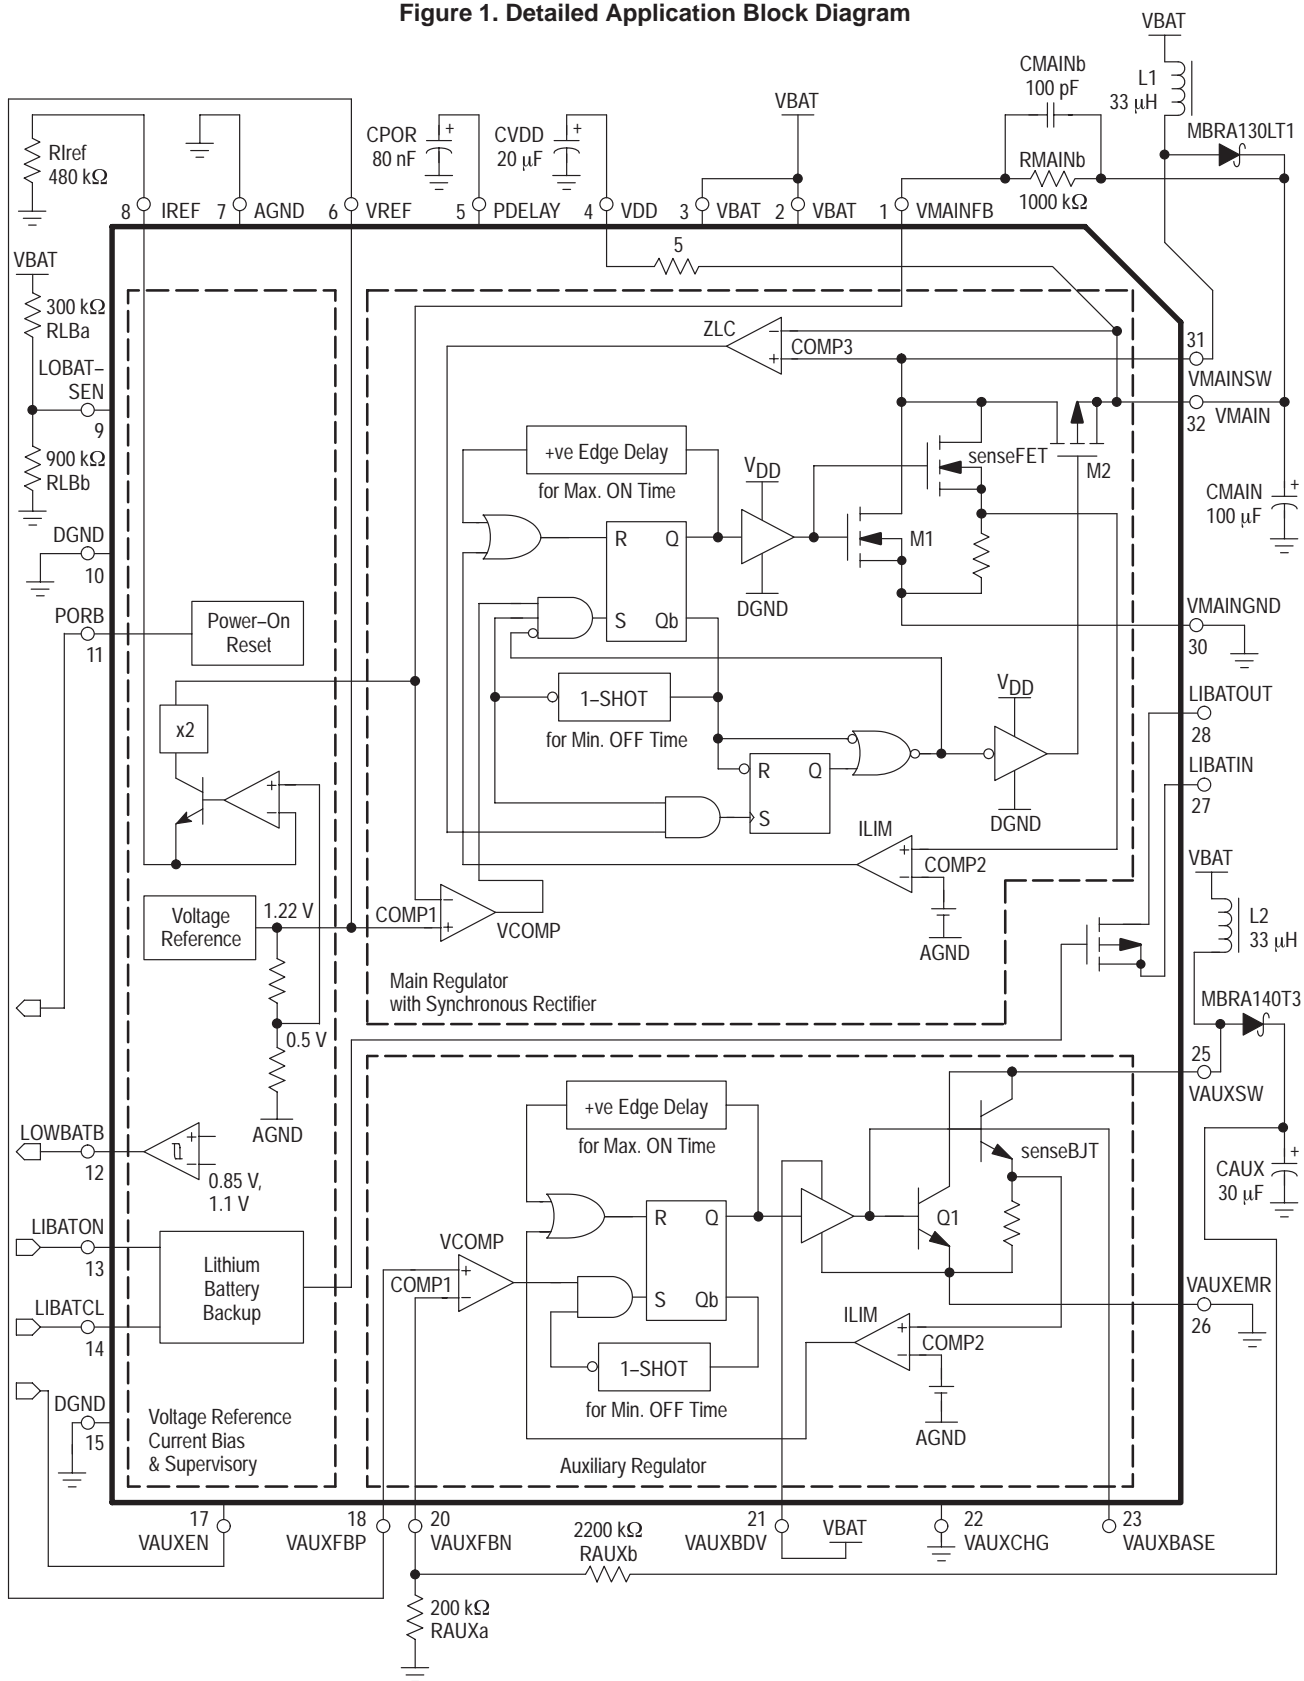 Figure 1. Detailed Application Block Diagram
VBAT
CMAINb
100 pF
L1
33 µH
VBAT
MBRA130LT1
RIref
480 kΩ
CPOR
80 nF
+
CVDD
20 µF
+
RMAINb
1000 kΩ
8 IREF
7 AGND
6 VREF
5 PDELAY
4 VDD
3 VBAT
2 VBAT
1 VMAINFB
5
VBAT
300 kΩ
RLBa
ZLC
–
+
COMP3
31
VMAINSW
LOBAT–
SEN
9
VMAIN
32
900 kΩ
RLBb
+ve Edge Delay
for Max. ON Time
VDD
senseFET
M2
CMAIN
100 µF
+
DGND
10
R Q
M1
DGND
PORB
11
Power–On
Reset
S Qb
VMAINGND
30
1–SHOT
for Min. OFF Time
VDD
LIBATOUT
28
x2
R Q
S
LIBATIN
27
DGND
+
–
ILIM
+
–
COMP2
VBAT
Voltage
Reference
1.22 V
COMP1
–
+
VCOMP
AGND
L2
33 µH
Main Regulator
with Synchronous Rectifier
MBRA140T3
0.5 V
25
VAUXSW
+ve Edge Delay
for Max. ON Time
LOWBATB
12
+
–
AGND
0.85 V,
1.1 V
senseBJT
CAUX
30 µF
+
R Q
Q1
LIBATON
13
Lithium
Battery
Backup
VCOMP
COMP1
+
–
S Qb
VAUXEMR
26
LIBATCL
14
ILIM
+
–
COMP2
1–SHOT
for Min. OFF Time
DGND
15
Voltage Reference
Current Bias
& Supervisory
AGND
Auxiliary Regulator
17
VAUXEN
18
VAUXFBP
20
VAUXFBN
2200 kΩ
RAUXb
21
VAUXBDV
VBAT
22
VAUXCHG
23
VAUXBASE
200 kΩ
RAUXa